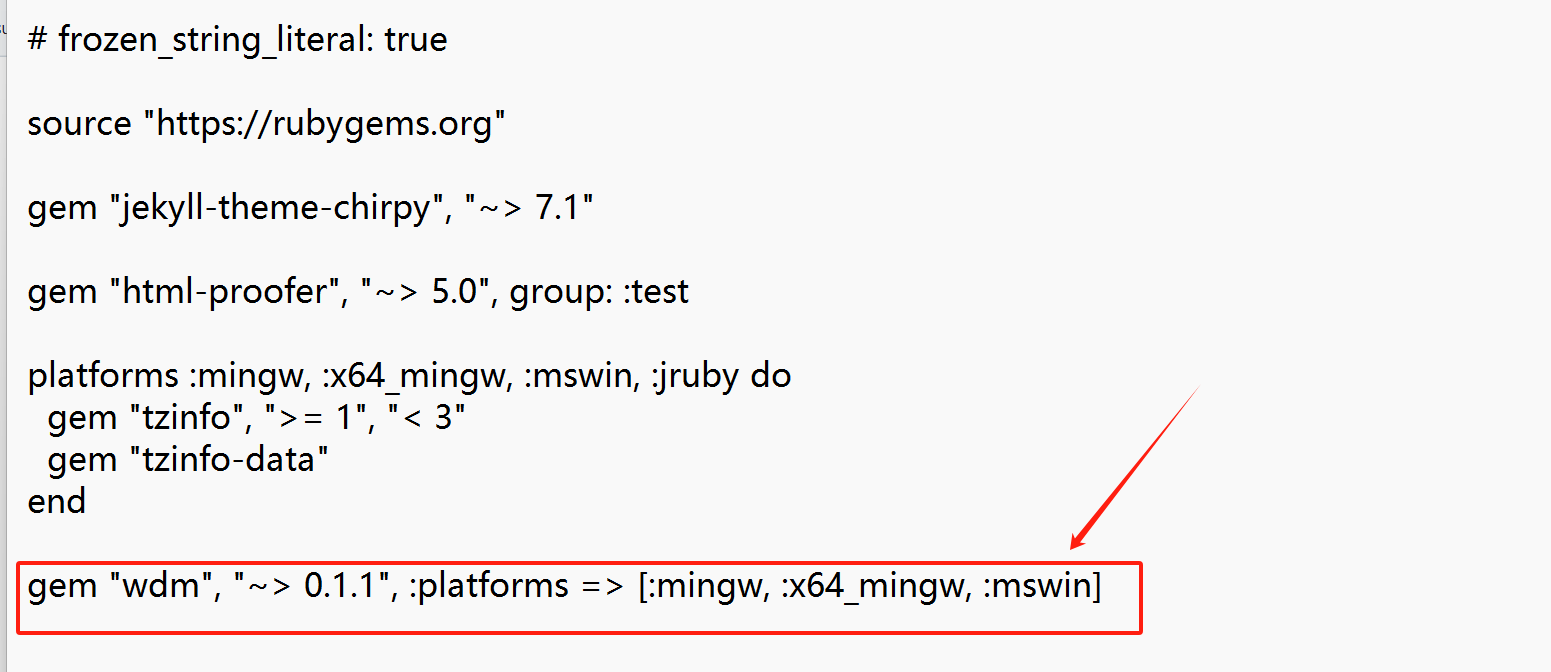 # frozen_string_literal: true
source "https://rubygems.org"
gem "jekyll-theme-chirpy", "~> 7.1"
gem "html-proofer", "~> 5.0", group: :test
platforms :mingw, :x64_mingw, :mswin, :jruby do
  gem "tzinfo", ">= 1", "< 3"
  gem "tzinfo-data"
end
gem "wdm", "~> 0.1.1", :platforms => [:mingw, :x64_mingw, :mswin]